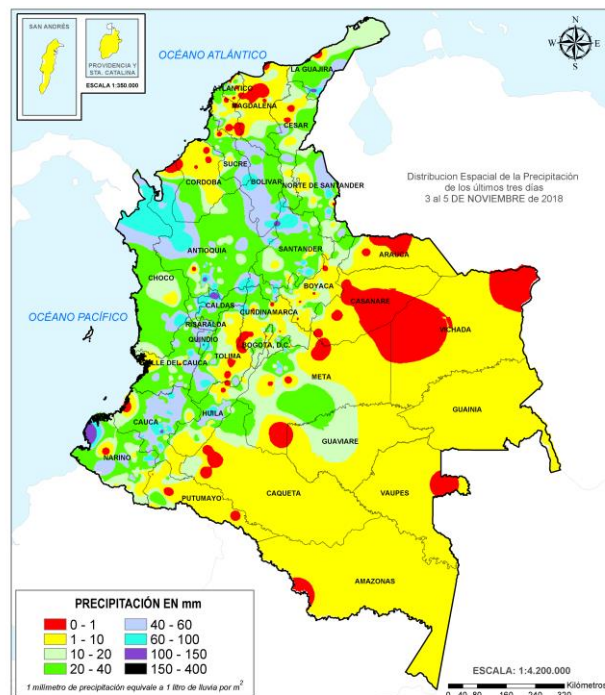 SAN ANDRÉS
PROVIDENCIA Y
STA. CATALINA
ESCALA 1:350.000
OCÉANO ATLÁNTICO
N
W
E
S
LA GUAJIRA
ATLANTICO
MAGDALENA
CESAR
SUCRE
CORDOBA
BOLIVAR
NORTE DE SANTANDER
Distribucion Espacial de la Precipitación
de los últimos tres días
3 al 5 DE NOVIEMBRE de 2018
ANTIOQUIA
SANTANDER
ARAUCA
CHOCO
BOYACA
CASANARE
CALDAS
CUNDINAMARCA
VICHADA
OCÉANO PACÍFICO
RISARALDA
QUINDIO
BOGOTA, D.C.
TOLIMA
VALLE DEL CAUCA
META
GUAINIA
CAUCA
HUILA
GUAVIARE
NARIÑO
CAQUETA
VAUPES
PUTUMAYO
AMAZONAS
PRECIPITACIÓN EN mm
0 - 1
40 - 60
1 - 10
60 - 100
10 - 20
100 - 150
20 - 40
150 - 400
1 milímetro de precipitación equivale a 1 litro de lluvia por m²
ESCALA: 1:4.200.000
Kilómetros
0 40 80 160 240 320